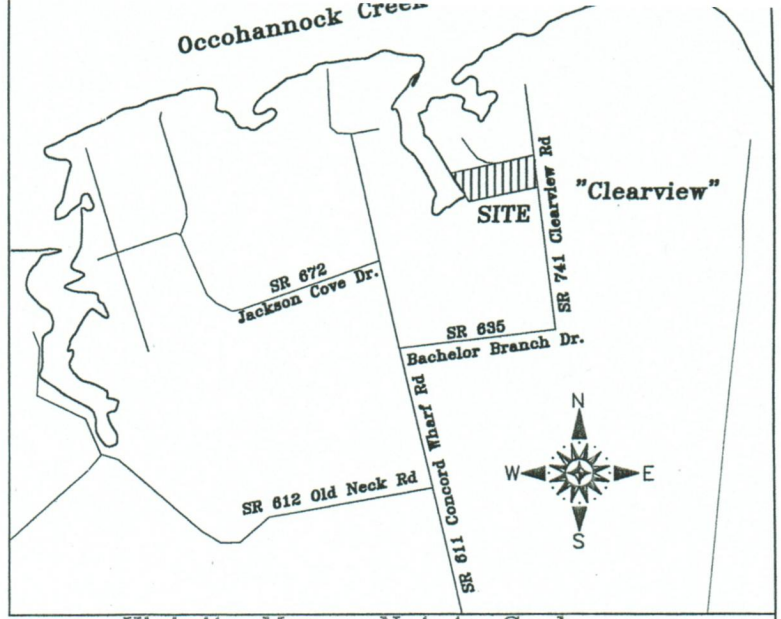 Occohannock Creek
SR 741 Clearview Rd
"Clearview"
SITE
SR 672
Jackson Cove Dr.
SR 635
Bachelor Branch Dr.
SR 611 Concord Wharf Rd
N
W
E
S
SR 612 Old Neck Rd